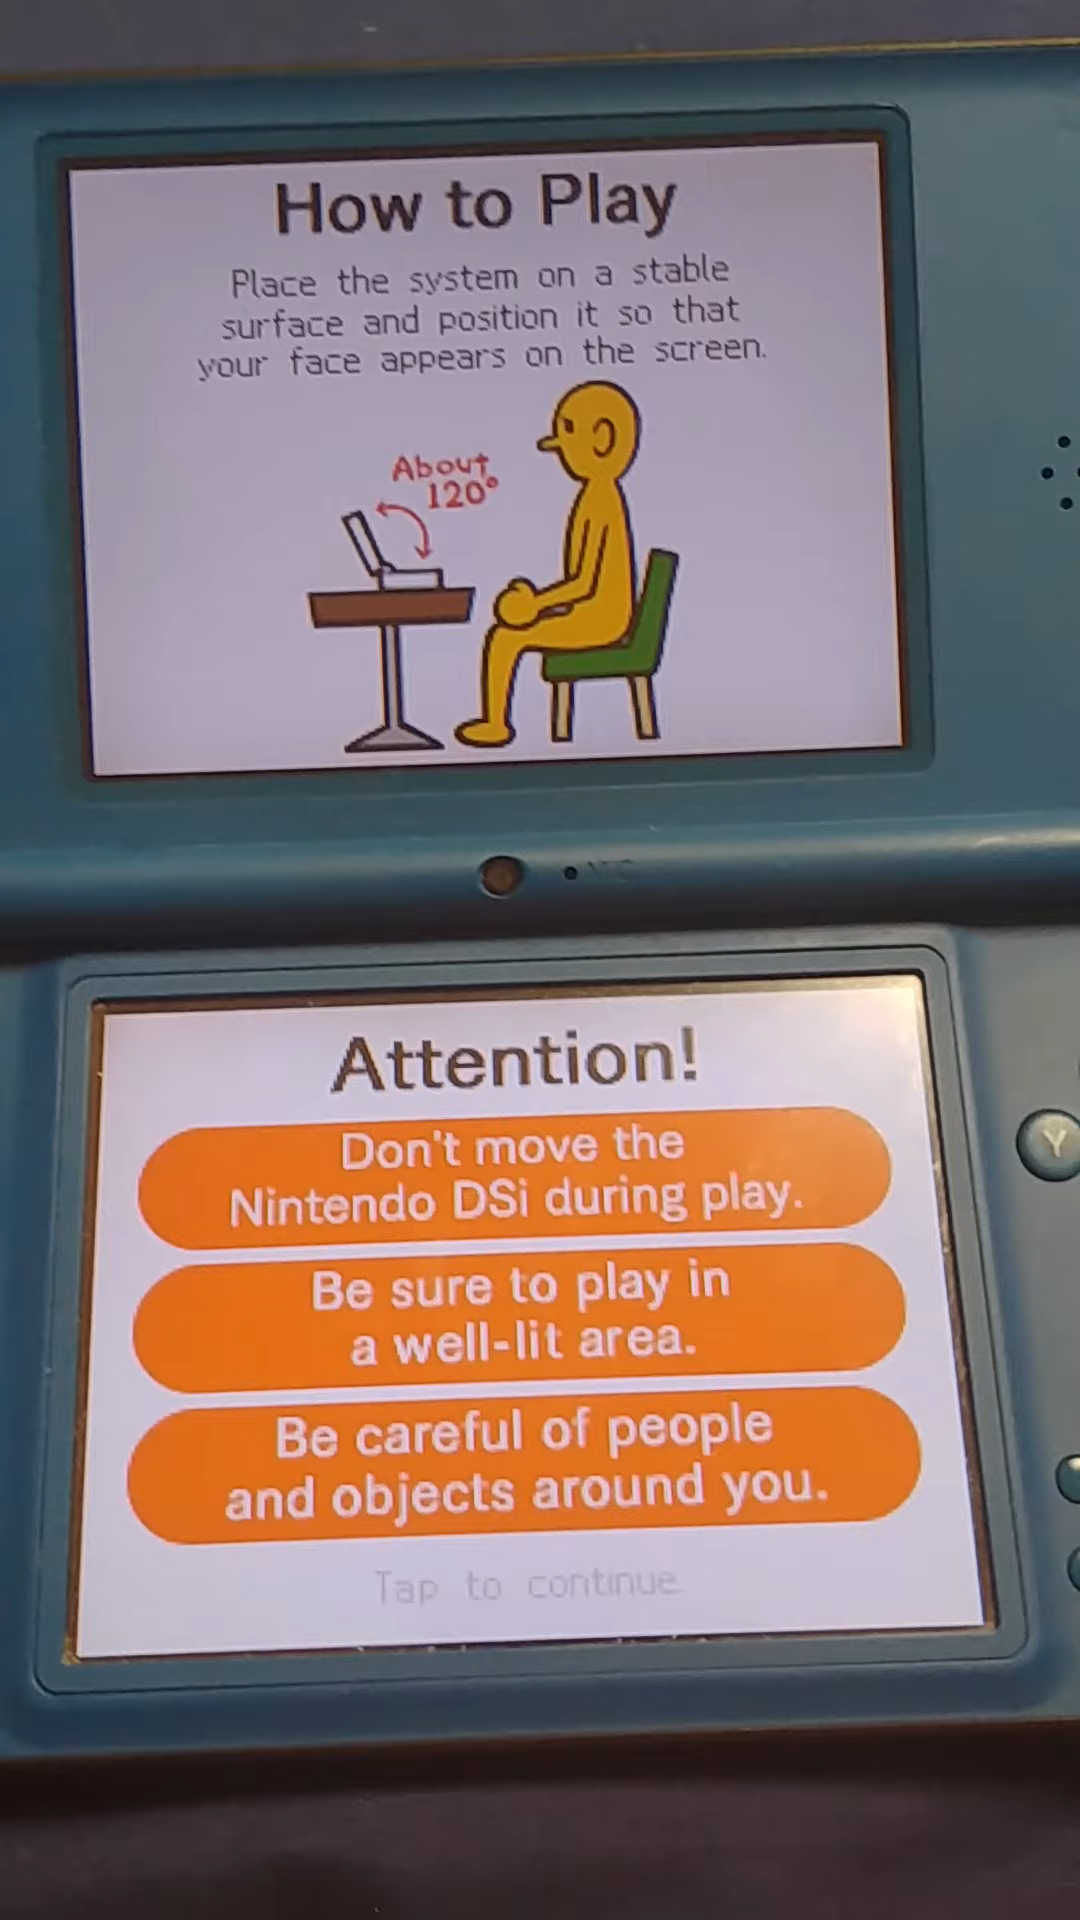 How to Play
Place the system on a stable
surface and position it so that
your face appears on the screen.
About
120°
Attention!
Don't move the
Nintendo DSi during play.
Be sure to play in
a well-lit area.
Be careful of people
and objects around you.
Tap to continue.
Y